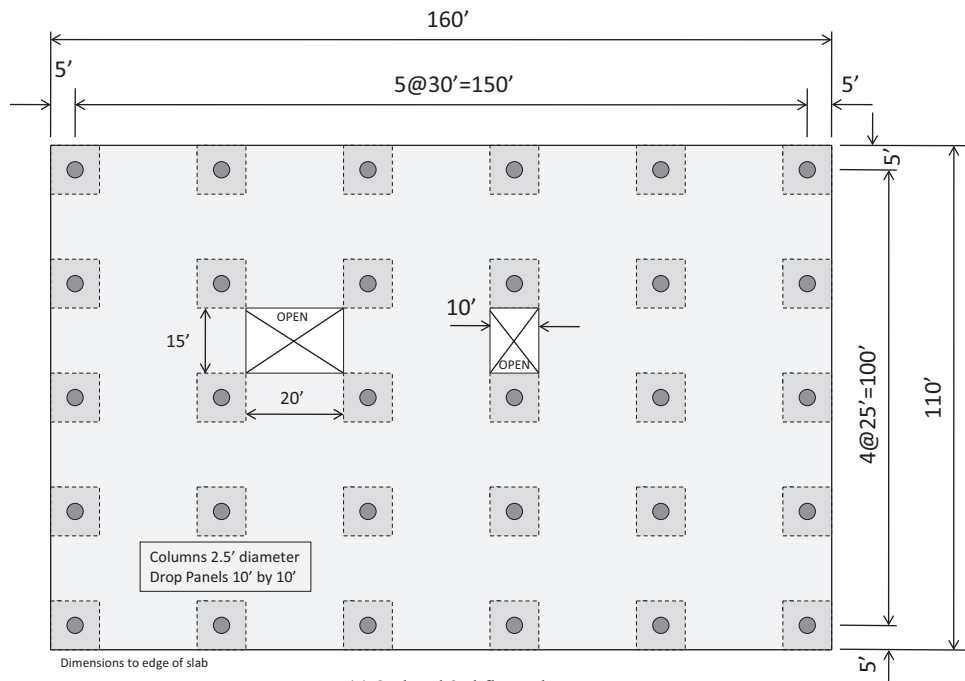 160’
5’
5@30’=150’
5’
5’
OPEN
10’
15’
OPEN
20’
4@25’=100’
110’
Columns 2.5’ diameter
Drop Panels 10’ by 10’
Dimensions to edge of slab
5’